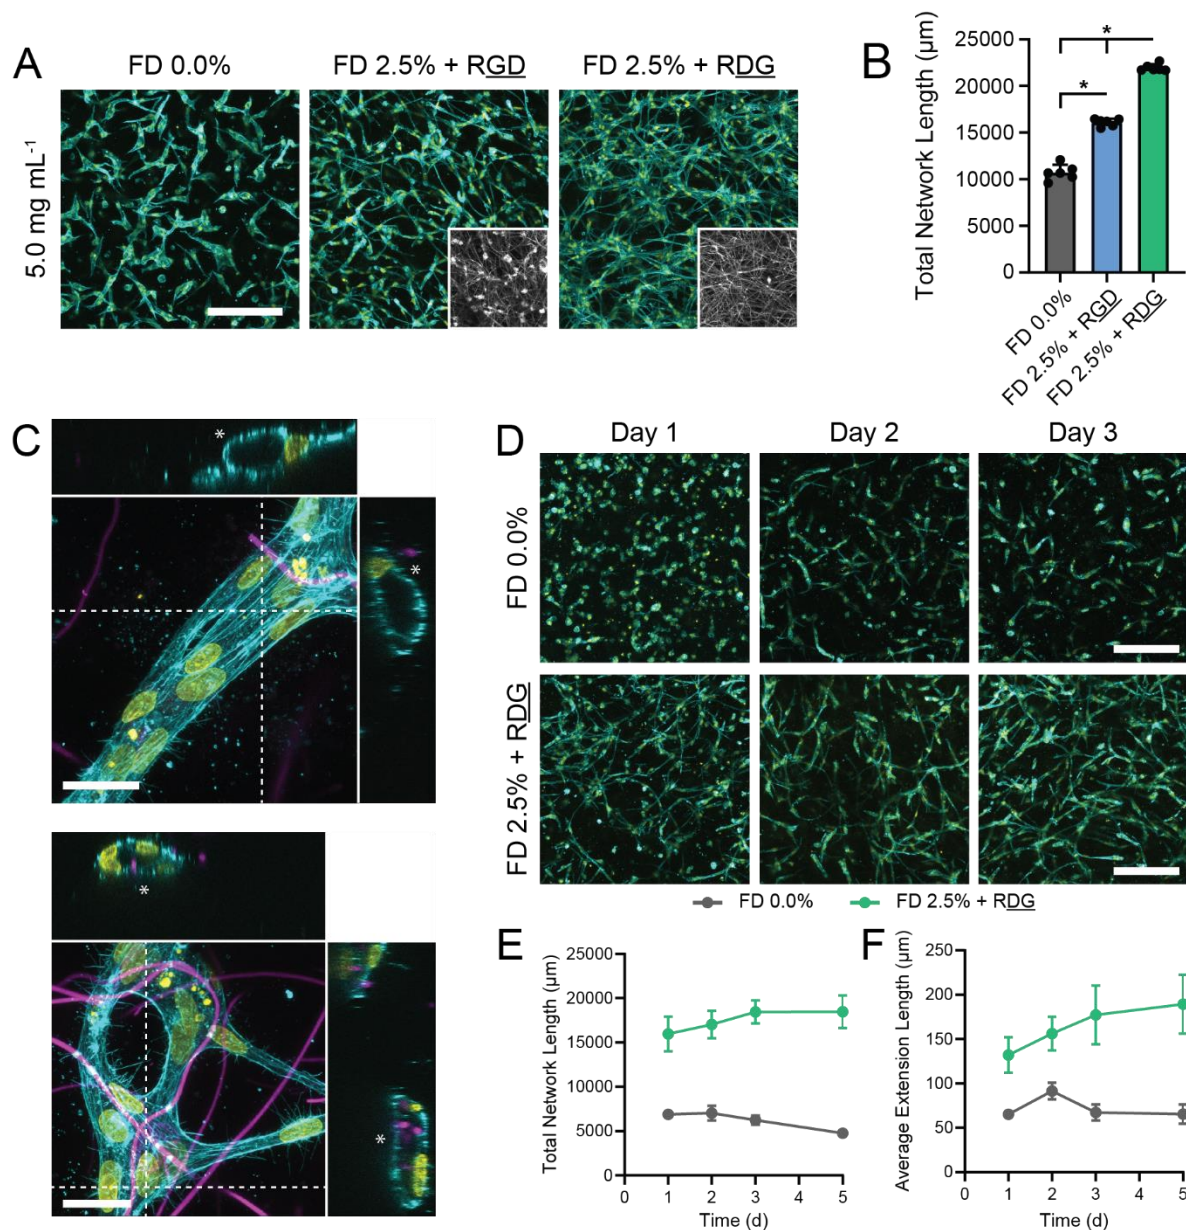 A
FD 0.0%
FD 2.5% + RGD
FD 2.5% + RDG
5.0 mg mL-1
B
Total Network Length (µm)
25000
20000
15000
10000
5000
0
*
*
FD 0.0%
FD 2.5% + RGD
FD 2.5% + RDG
C
*
*
*
*
D
Day 1
Day 2
Day 3
FD 0.0%
FD 2.5% + RDG
FD 0.0%
FD 2.5% + RDG
E
Total Network Length (µm)
25000
20000
15000
10000
5000
0
0 1 2 3 4 5
Time (d)
F
Average Extension Length (µm)
250
200
150
100
50
0
0 1 2 3 4 5
Time (d)